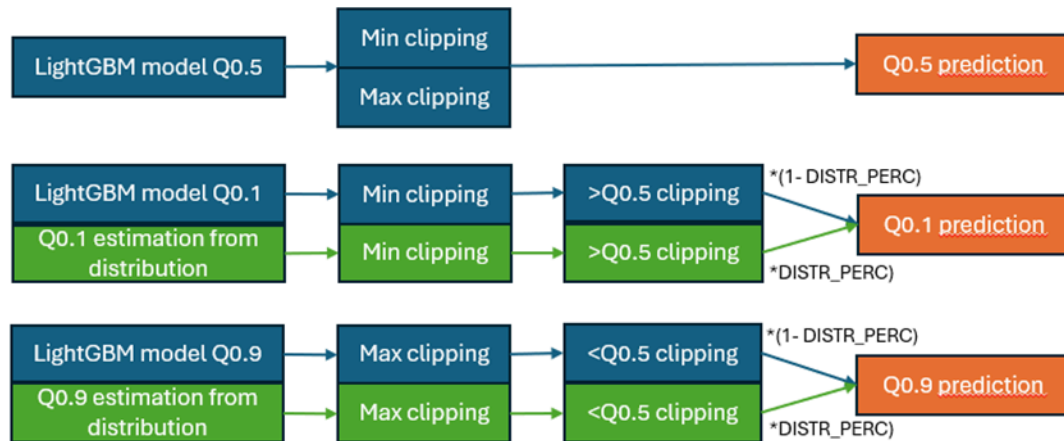 LightGBM model Q0.5
Min clipping
Max clipping
Q0.5 prediction
LightGBM model Q0.1
Min clipping
>Q0.5 clipping
*(1- DISTR_PERC)
Q0.1 estimation from
distribution
Min clipping
>Q0.5 clipping
*DISTR_PERC)
Q0.1 prediction
LightGBM model Q0.9
Max clipping
<Q0.5 clipping
*(1- DISTR_PERC)
Q0.9 estimation from
distribution
Max clipping
<Q0.5 clipping
*DISTR_PERC)
Q0.9 prediction